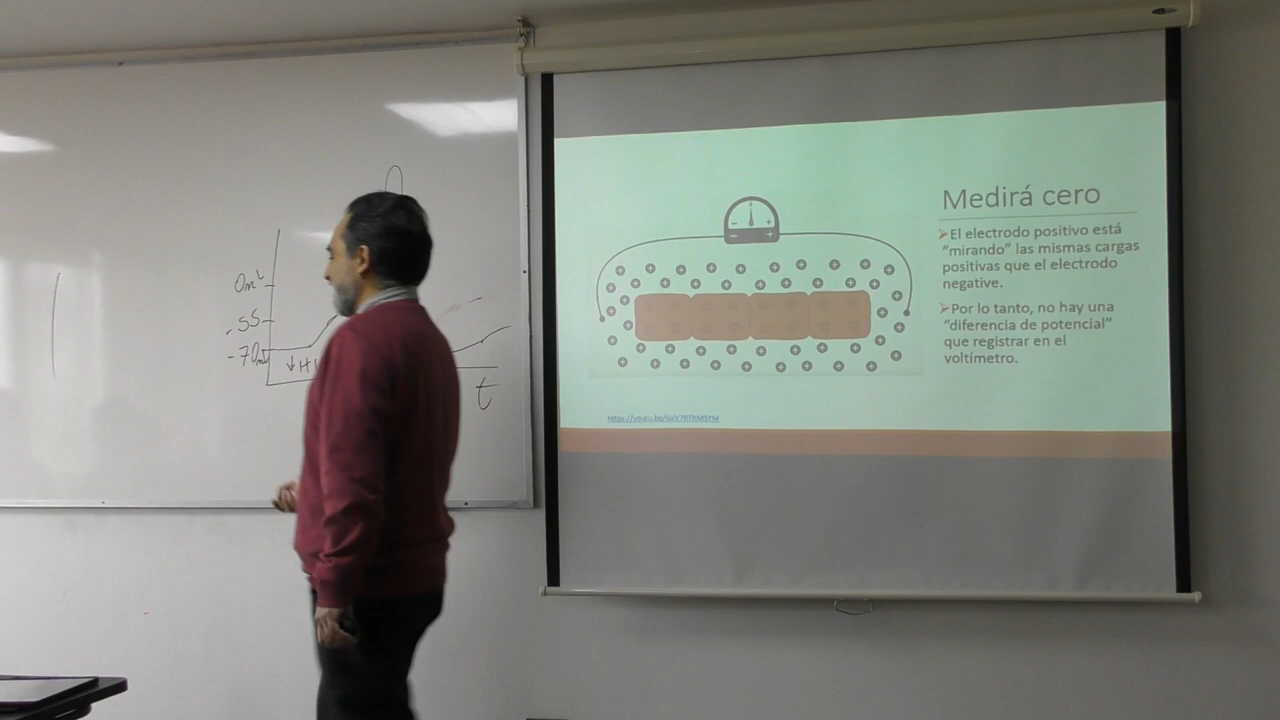 0m
-55
-70mV
↓H
t
Medirá cero
➤El electrodo positivo está
“mirando” las mismas cargas
positivas que el electrodo
negative.
➤Por lo tanto, no hay una
“diferencia de potencial”
que registrar en el
voltímetro.